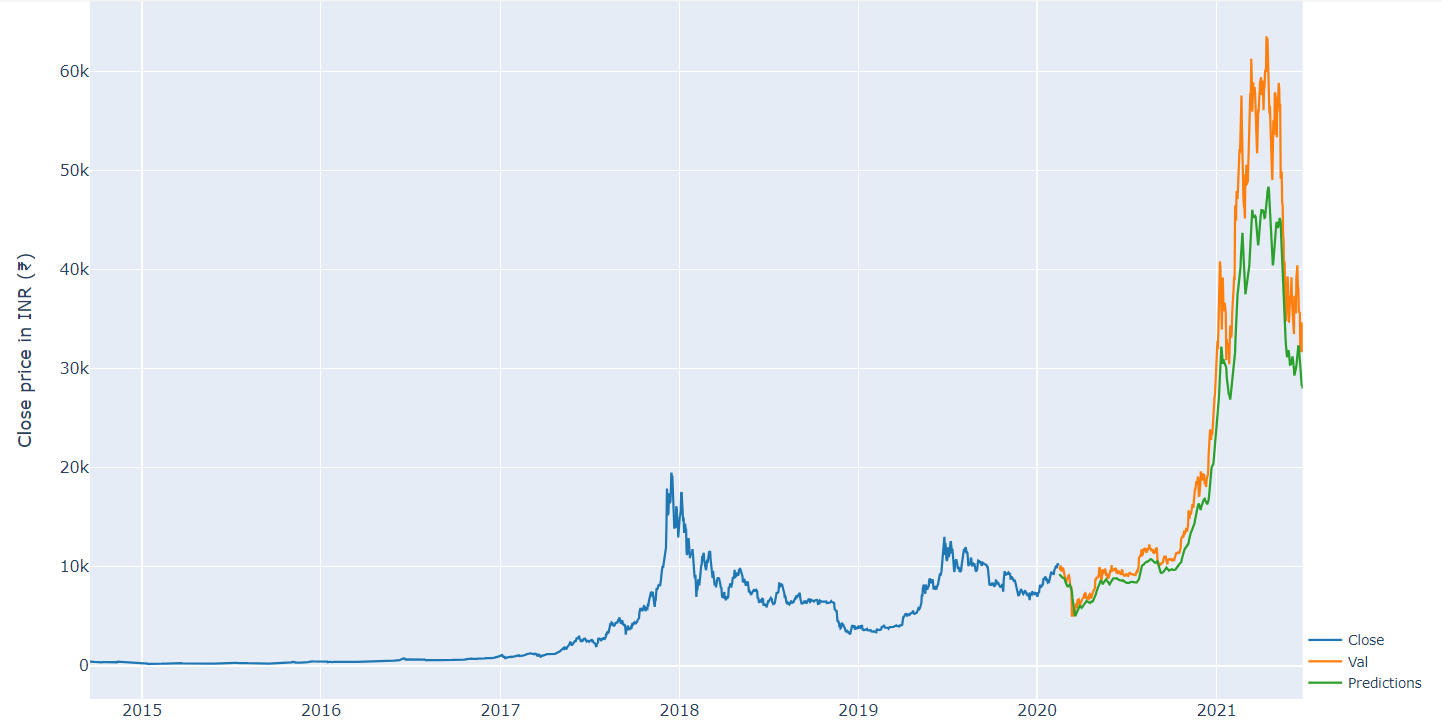 Close price in INR (₹)
60k
50k
40k
30k
20k
10k
0
2015 2016 2017 2018 2019 2020 2021
Close
Val
Predictions